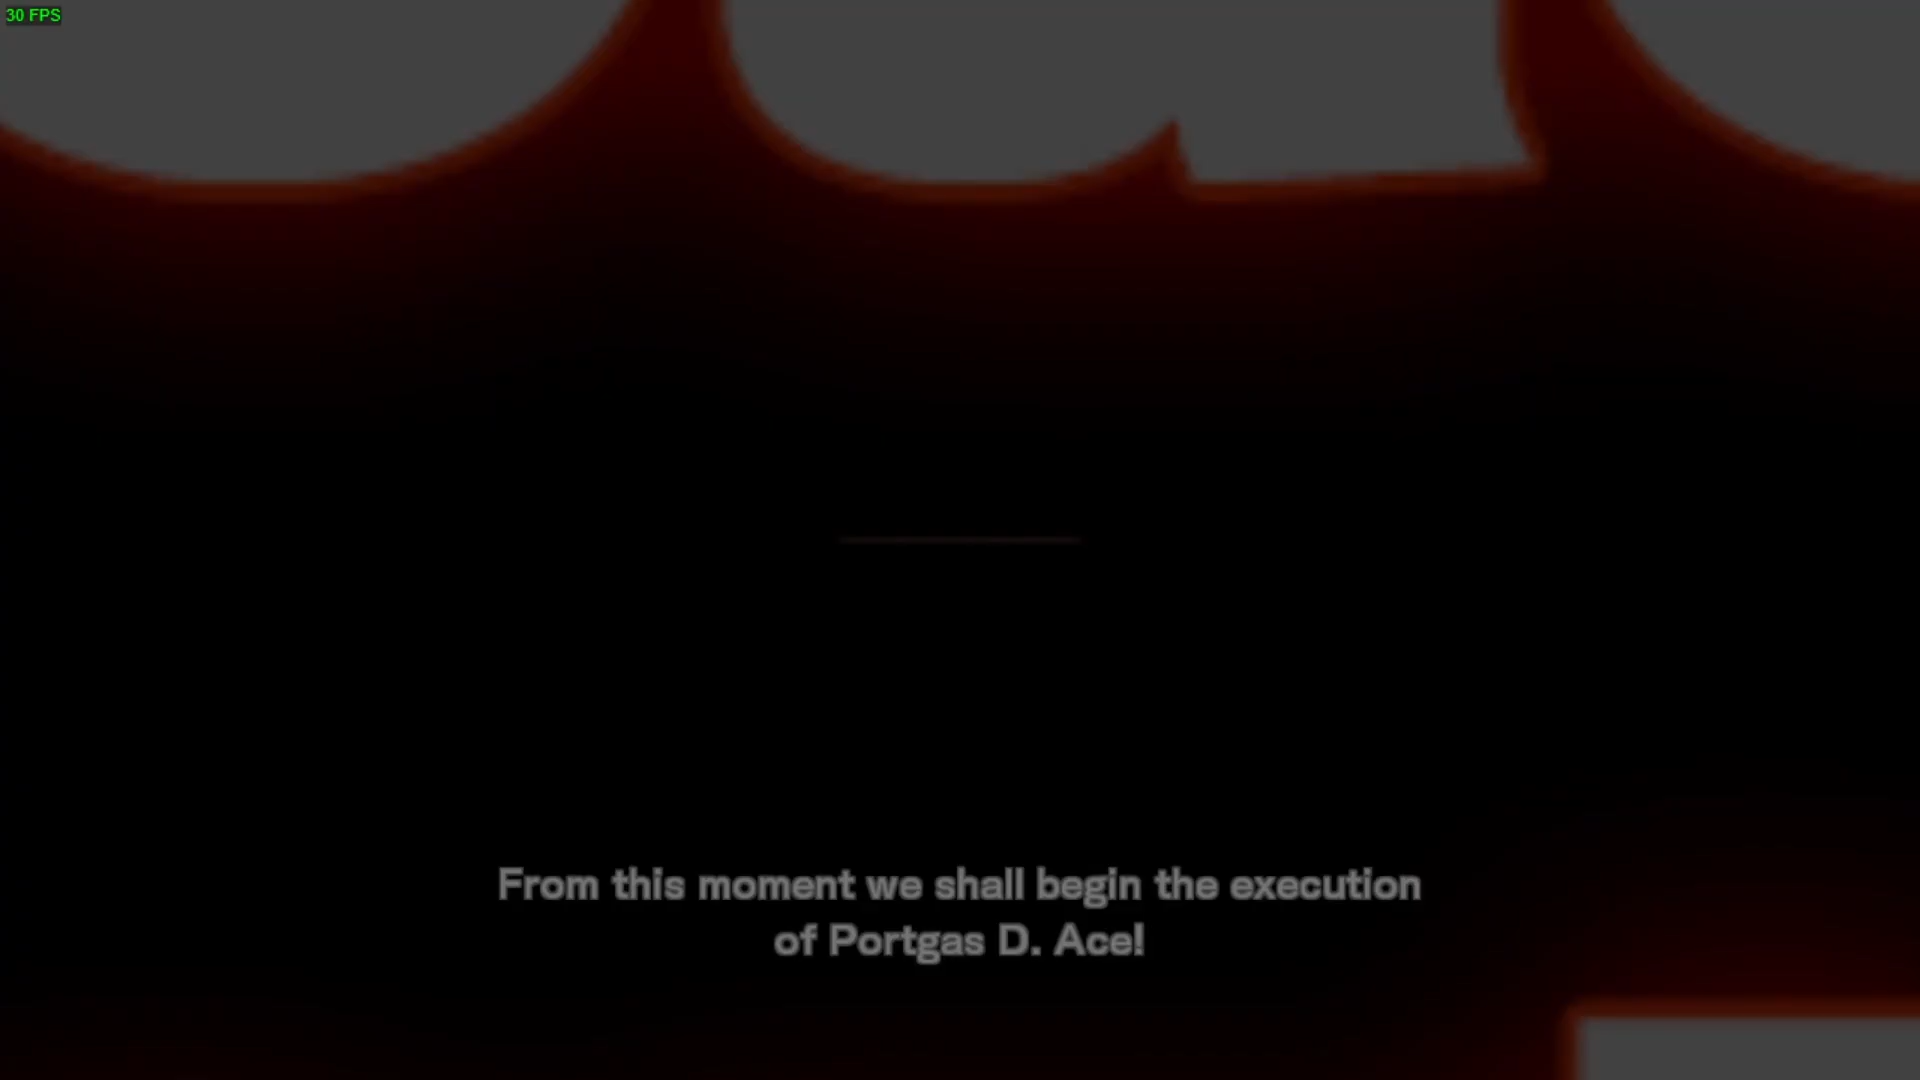 30 FPS
From this moment we shall begin the execution
of Portgas D. Ace!